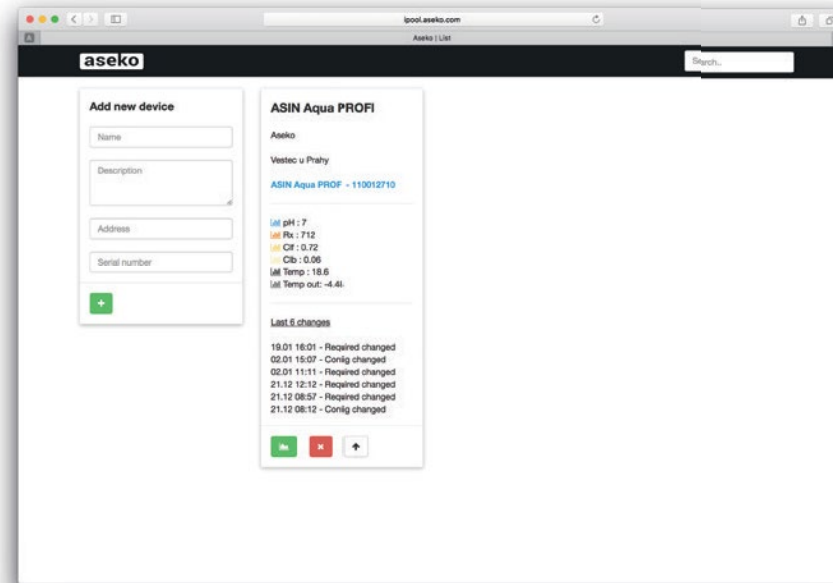 ipool.aseko.com
Aseko | List
aseko
Search..
Add new device
Name
Description
Address
Serial number
ASIN Aqua PROFI
Aseko
Vestec u Prahy
ASIN Aqua PROF - 110012710
pH : 7
Rx : 712
Clf : 0.72
Clb : 0.06
Temp : 18.6
Temp out: -4.4
Last 6 changes
19.01 16:01 - Required changed
02.01 15:07 - Config changed
02.01 11:11 - Required changed
21.12 12:12 - Required changed
21.12 08:57 - Required changed
21.12 08:12 - Config changed